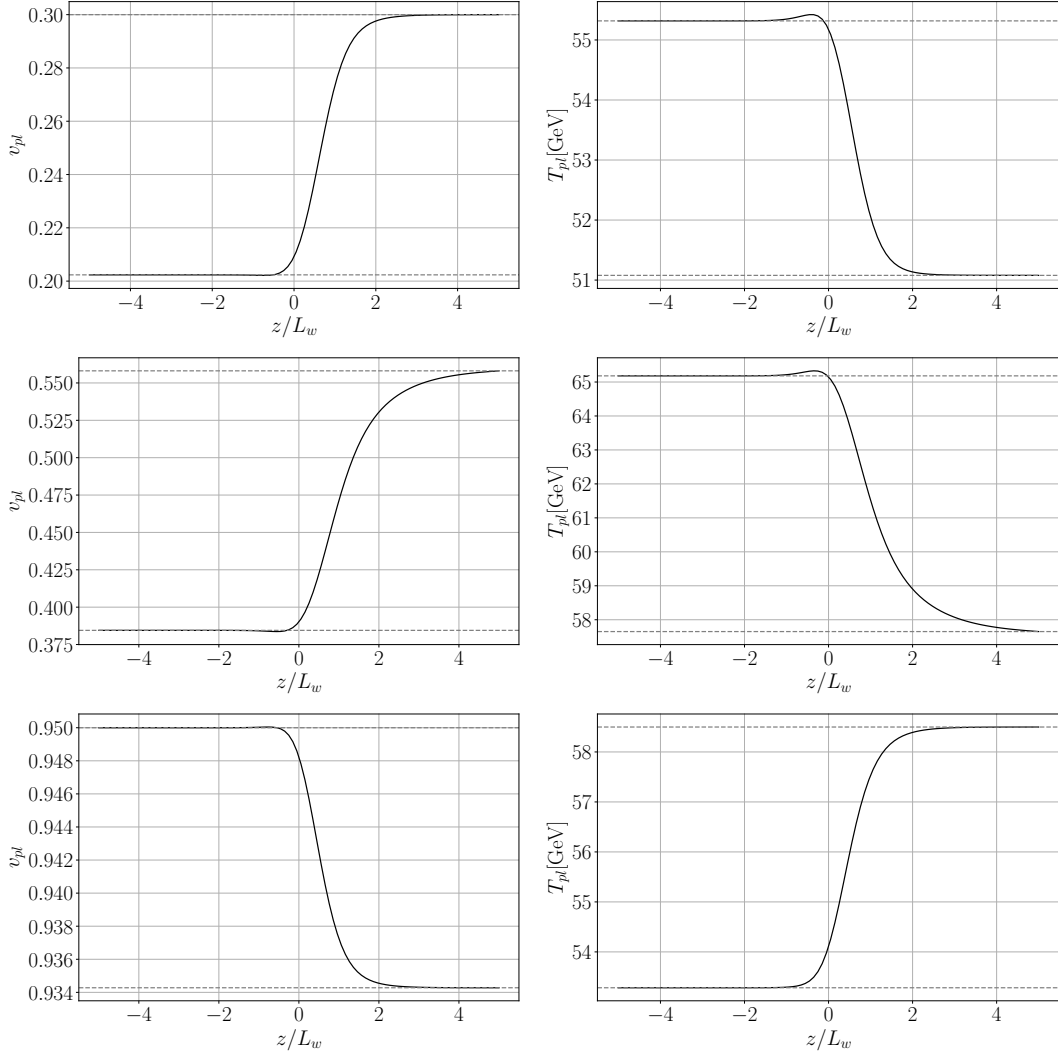 0.30
0.28
0.26
0.24
0.22
0.20
v_{pl}
−4 −2 0 2 4
z/L_w
55
54
53
52
51
T_{pl}[GeV]
−4 −2 0 2 4
z/L_w
0.550
0.525
0.500
0.475
0.450
0.425
0.400
0.375
v_{pl}
−4 −2 0 2 4
z/L_w
65
64
63
62
61
60
59
58
T_{pl}[GeV]
−4 −2 0 2 4
z/L_w
0.950
0.948
0.946
0.944
0.942
0.940
0.938
0.936
0.934
v_{pl}
−4 −2 0 2 4
z/L_w
58
57
56
55
54
T_{pl}[GeV]
−4 −2 0 2 4
z/L_w